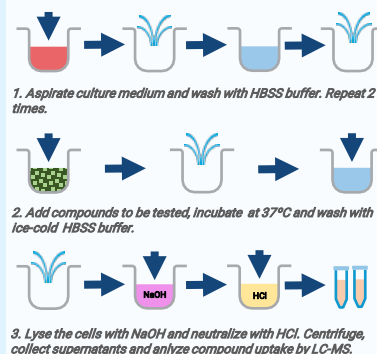 1. Aspirate culture medium and wash with HBSS buffer. Repeat 2
times.
2. Add compounds to be tested, incubate at 37ºC and wash with
ice-cold HBSS buffer.
NaOH
HCl
3. Lyse the cells with NaOH and neutralize with HCl. Centrifuge,
collect supernatants and anlyze compound uptake by LC-MS.